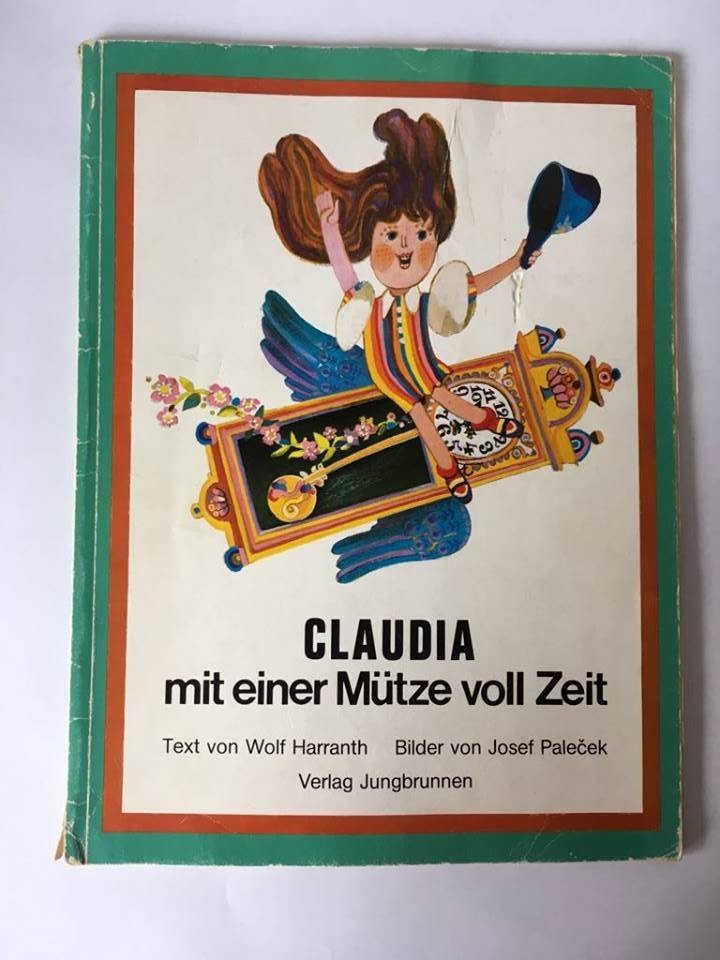 CLAUDIA
mit einer Mütze voll Zeit
Text von Wolf Harranth Bilder von Josef Paleček
Verlag Jungbrunnen